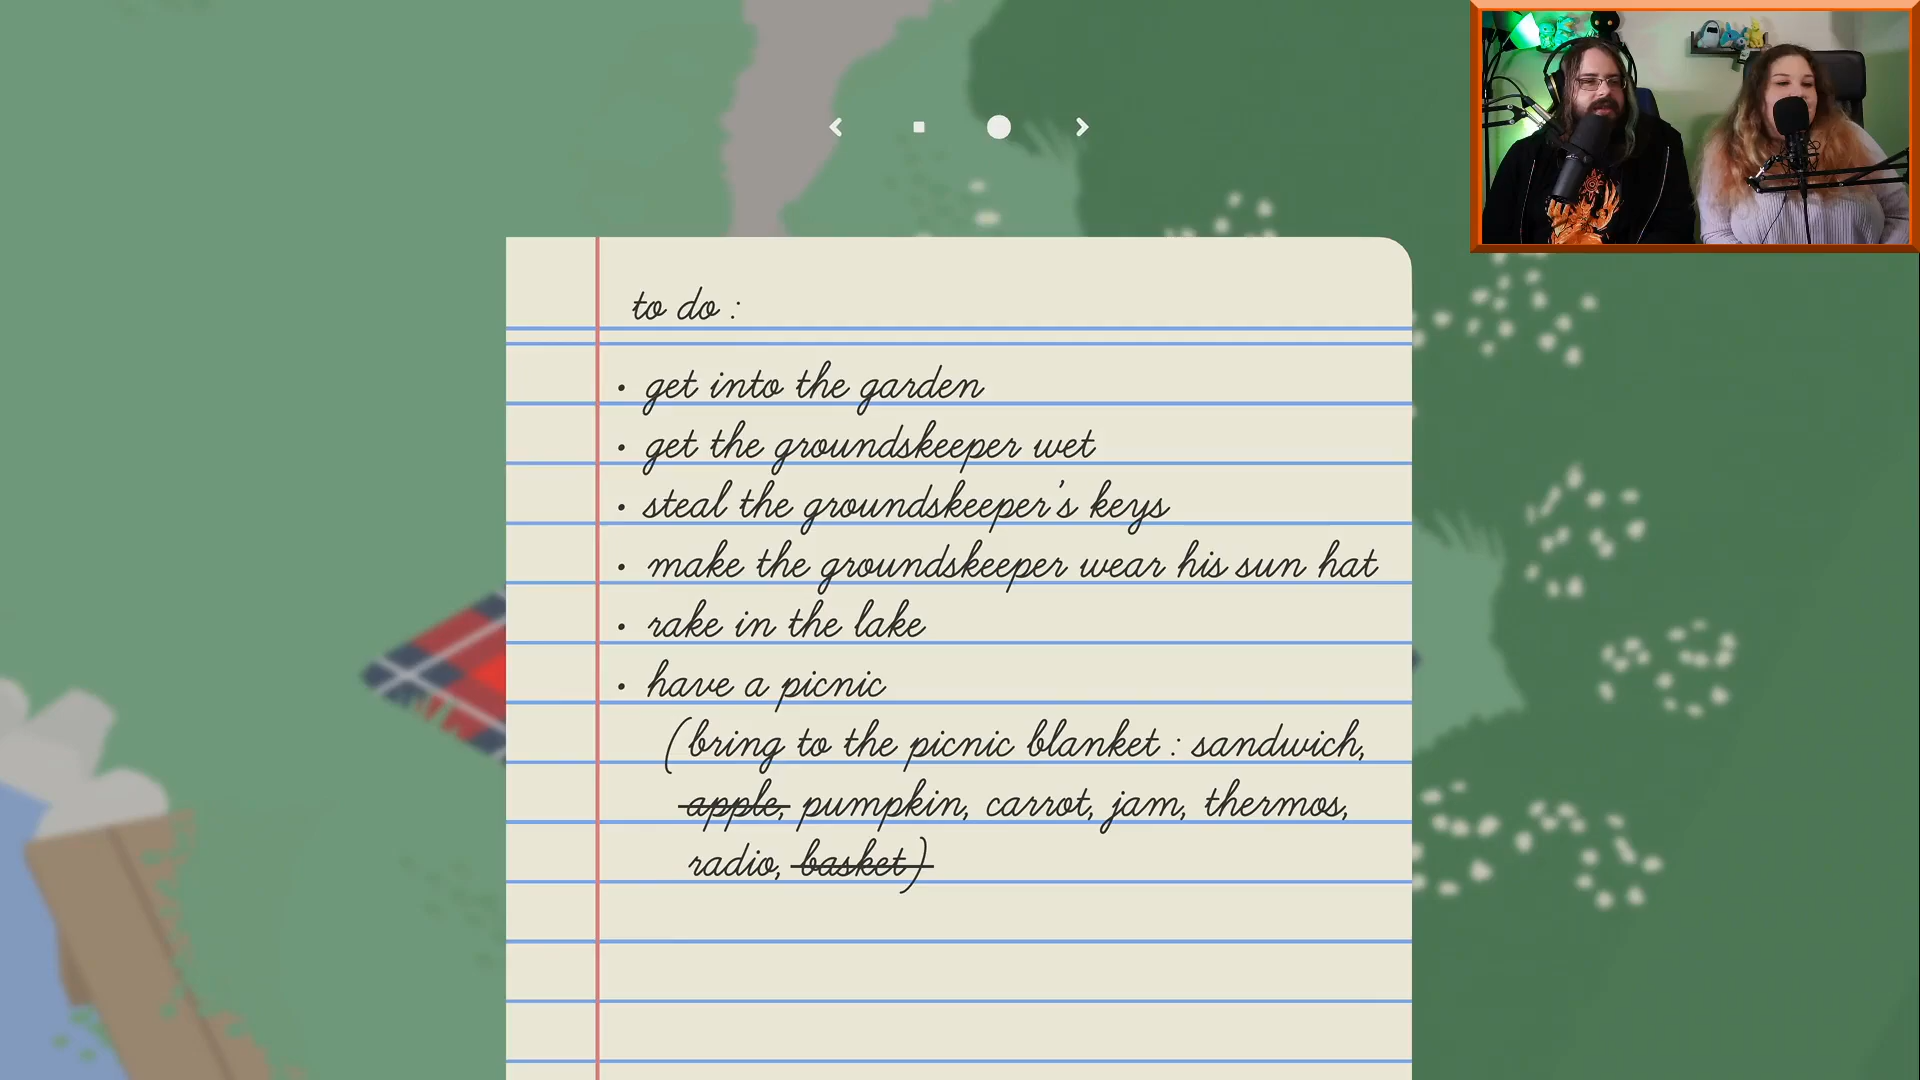 to do :
• get into the garden
• get the groundskeeper wet
• steal the groundskeeper's keys
• make the groundskeeper wear his sun hat
• rake in the lake
• have a picnic
(bring to the picnic blanket : sandwich,
apple, pumpkin, carrot, jam, thermos,
radio, basket)